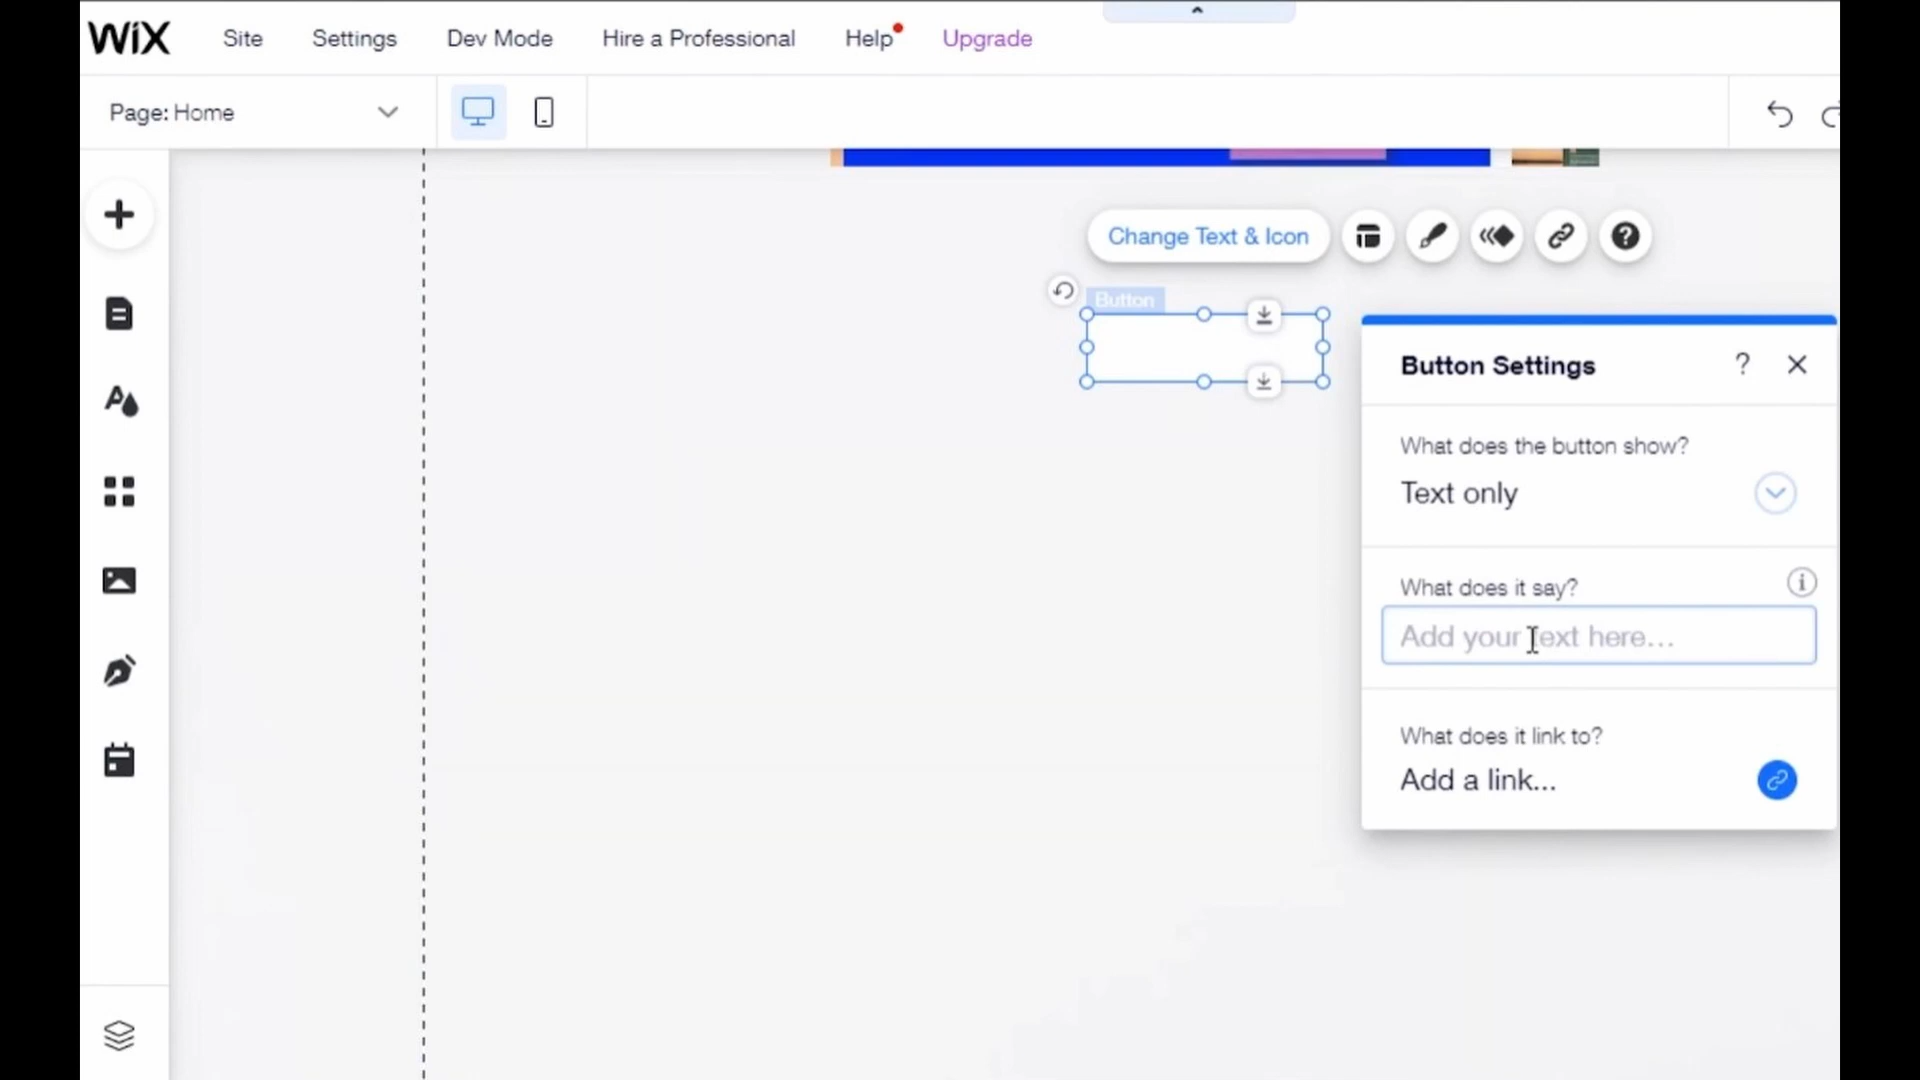 WiX
Site
Settings
Dev Mode
Hire a Professional
Help
Upgrade
Page: Home
Change Text & Icon
?
Button
Button Settings
?
What does the button show?
Text only
What does it say?
i
Add your text here...
What does it link to?
Add a link...